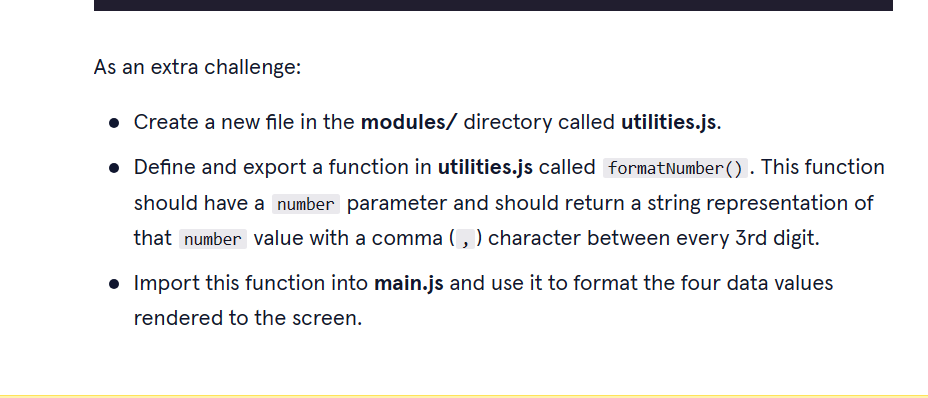 As an extra challenge:
● Create a new file in the modules/ directory called utilities.js.
● Define and export a function in utilities.js called formatNumber(). This function
should have a number parameter and should return a string representation of
that number value with a comma (,) character between every 3rd digit.
● Import this function into main.js and use it to format the four data values
rendered to the screen.